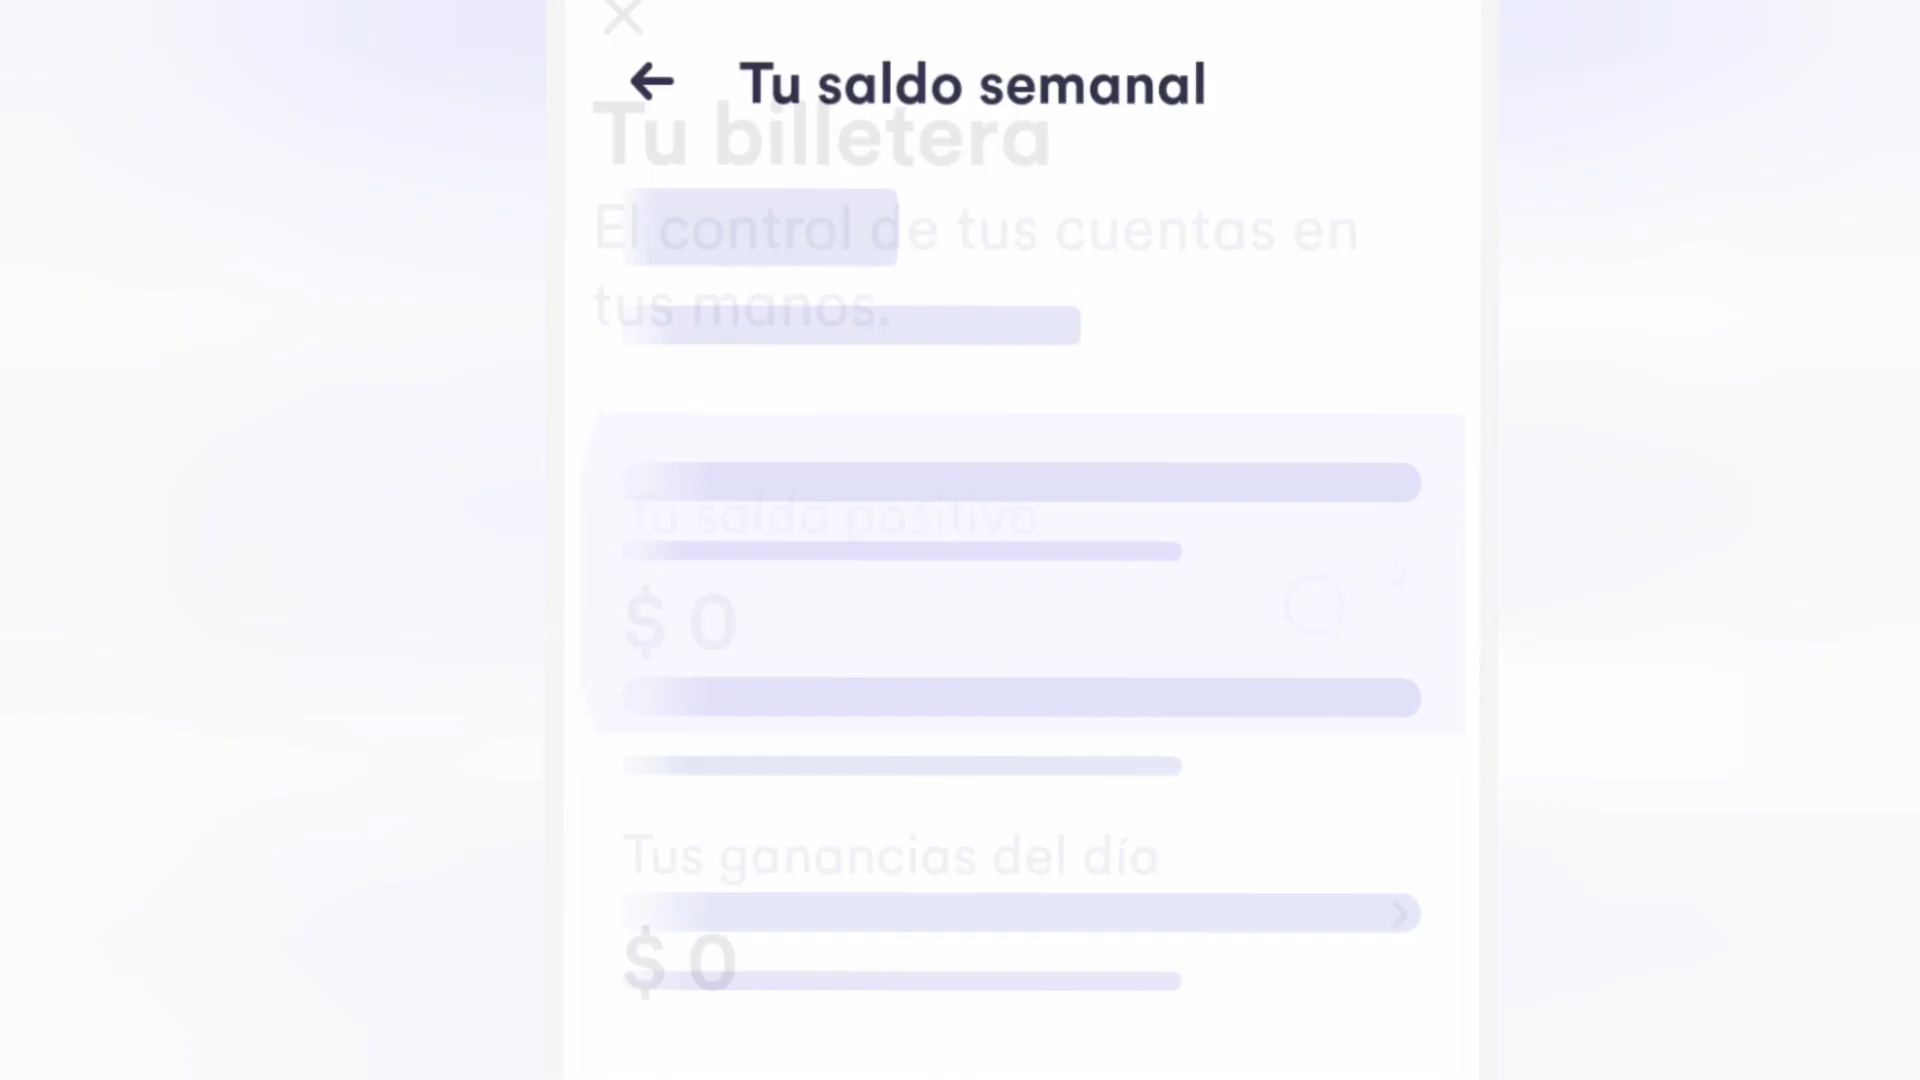 Tu saldo semanal
Tu billetera
El control de tus cuentas en
tus manos.
Tu saldo positivo
$ 0
Tus ganancias del día
$ 0